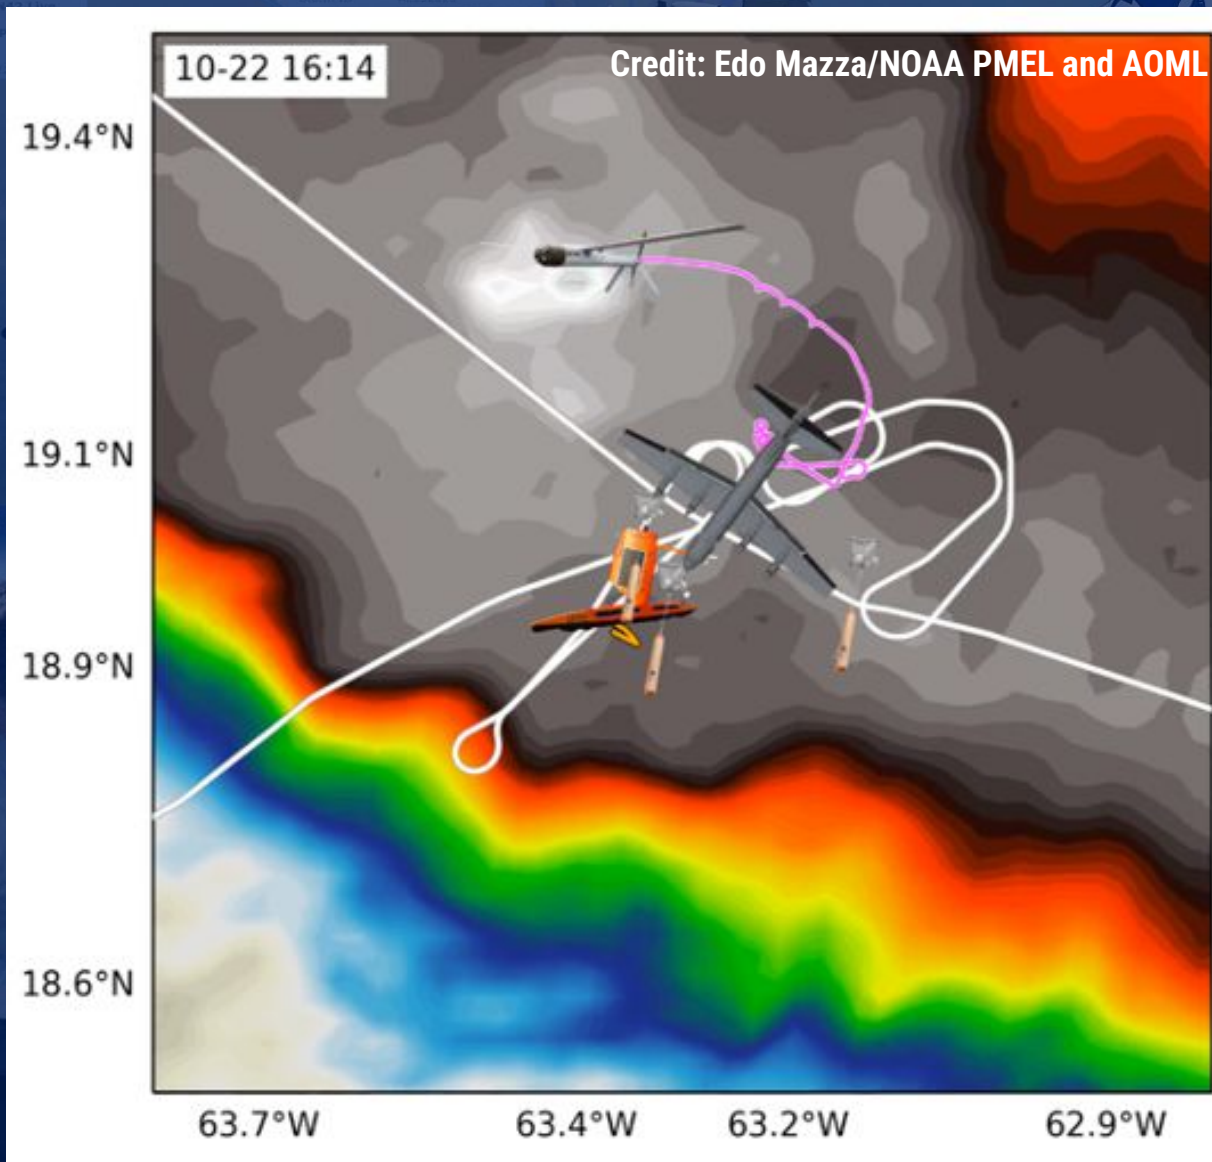 10-22 16:14
Credit: Edo Mazza/NOAA PMEL and AOML
19.4°N
19.1°N
18.9°N
18.6°N
63.7°W 63.4°W 63.2°W 62.9°W